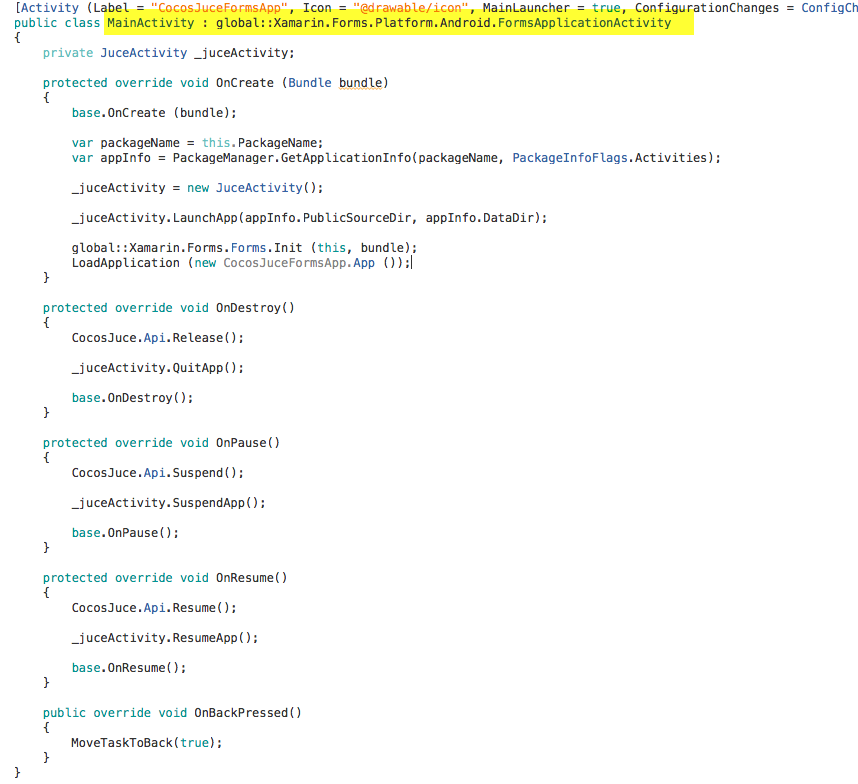 [Activity (Label = "CocosJuceFormsApp", Icon = "@drawable/icon", MainLauncher = true, ConfigurationChanges = ConfigCh
public class MainActivity : global::Xamarin.Forms.Platform.Android.FormsApplicationActivity
{
    private JuceActivity _juceActivity;

    protected override void OnCreate (Bundle bundle)
    {
        base.OnCreate (bundle);

        var packageName = this.PackageName;
        var appInfo = PackageManager.GetApplicationInfo(packageName, PackageInfoFlags.Activities);

        _juceActivity = new JuceActivity();

        _juceActivity.LaunchApp(appInfo.PublicSourceDir, appInfo.DataDir);

        global::Xamarin.Forms.Forms.Init (this, bundle);
        LoadApplication (new CocosJuceFormsApp.App ());
    }

    protected override void OnDestroy()
    {
        CocosJuce.Api.Release();

        _juceActivity.QuitApp();

        base.OnDestroy();
    }

    protected override void OnPause()
    {
        CocosJuce.Api.Suspend();

        _juceActivity.SuspendApp();

        base.OnPause();
    }

    protected override void OnResume()
    {
        CocosJuce.Api.Resume();

        _juceActivity.ResumeApp();

        base.OnResume();
    }

    public override void OnBackPressed()
    {
        MoveTaskToBack(true);
    }
}